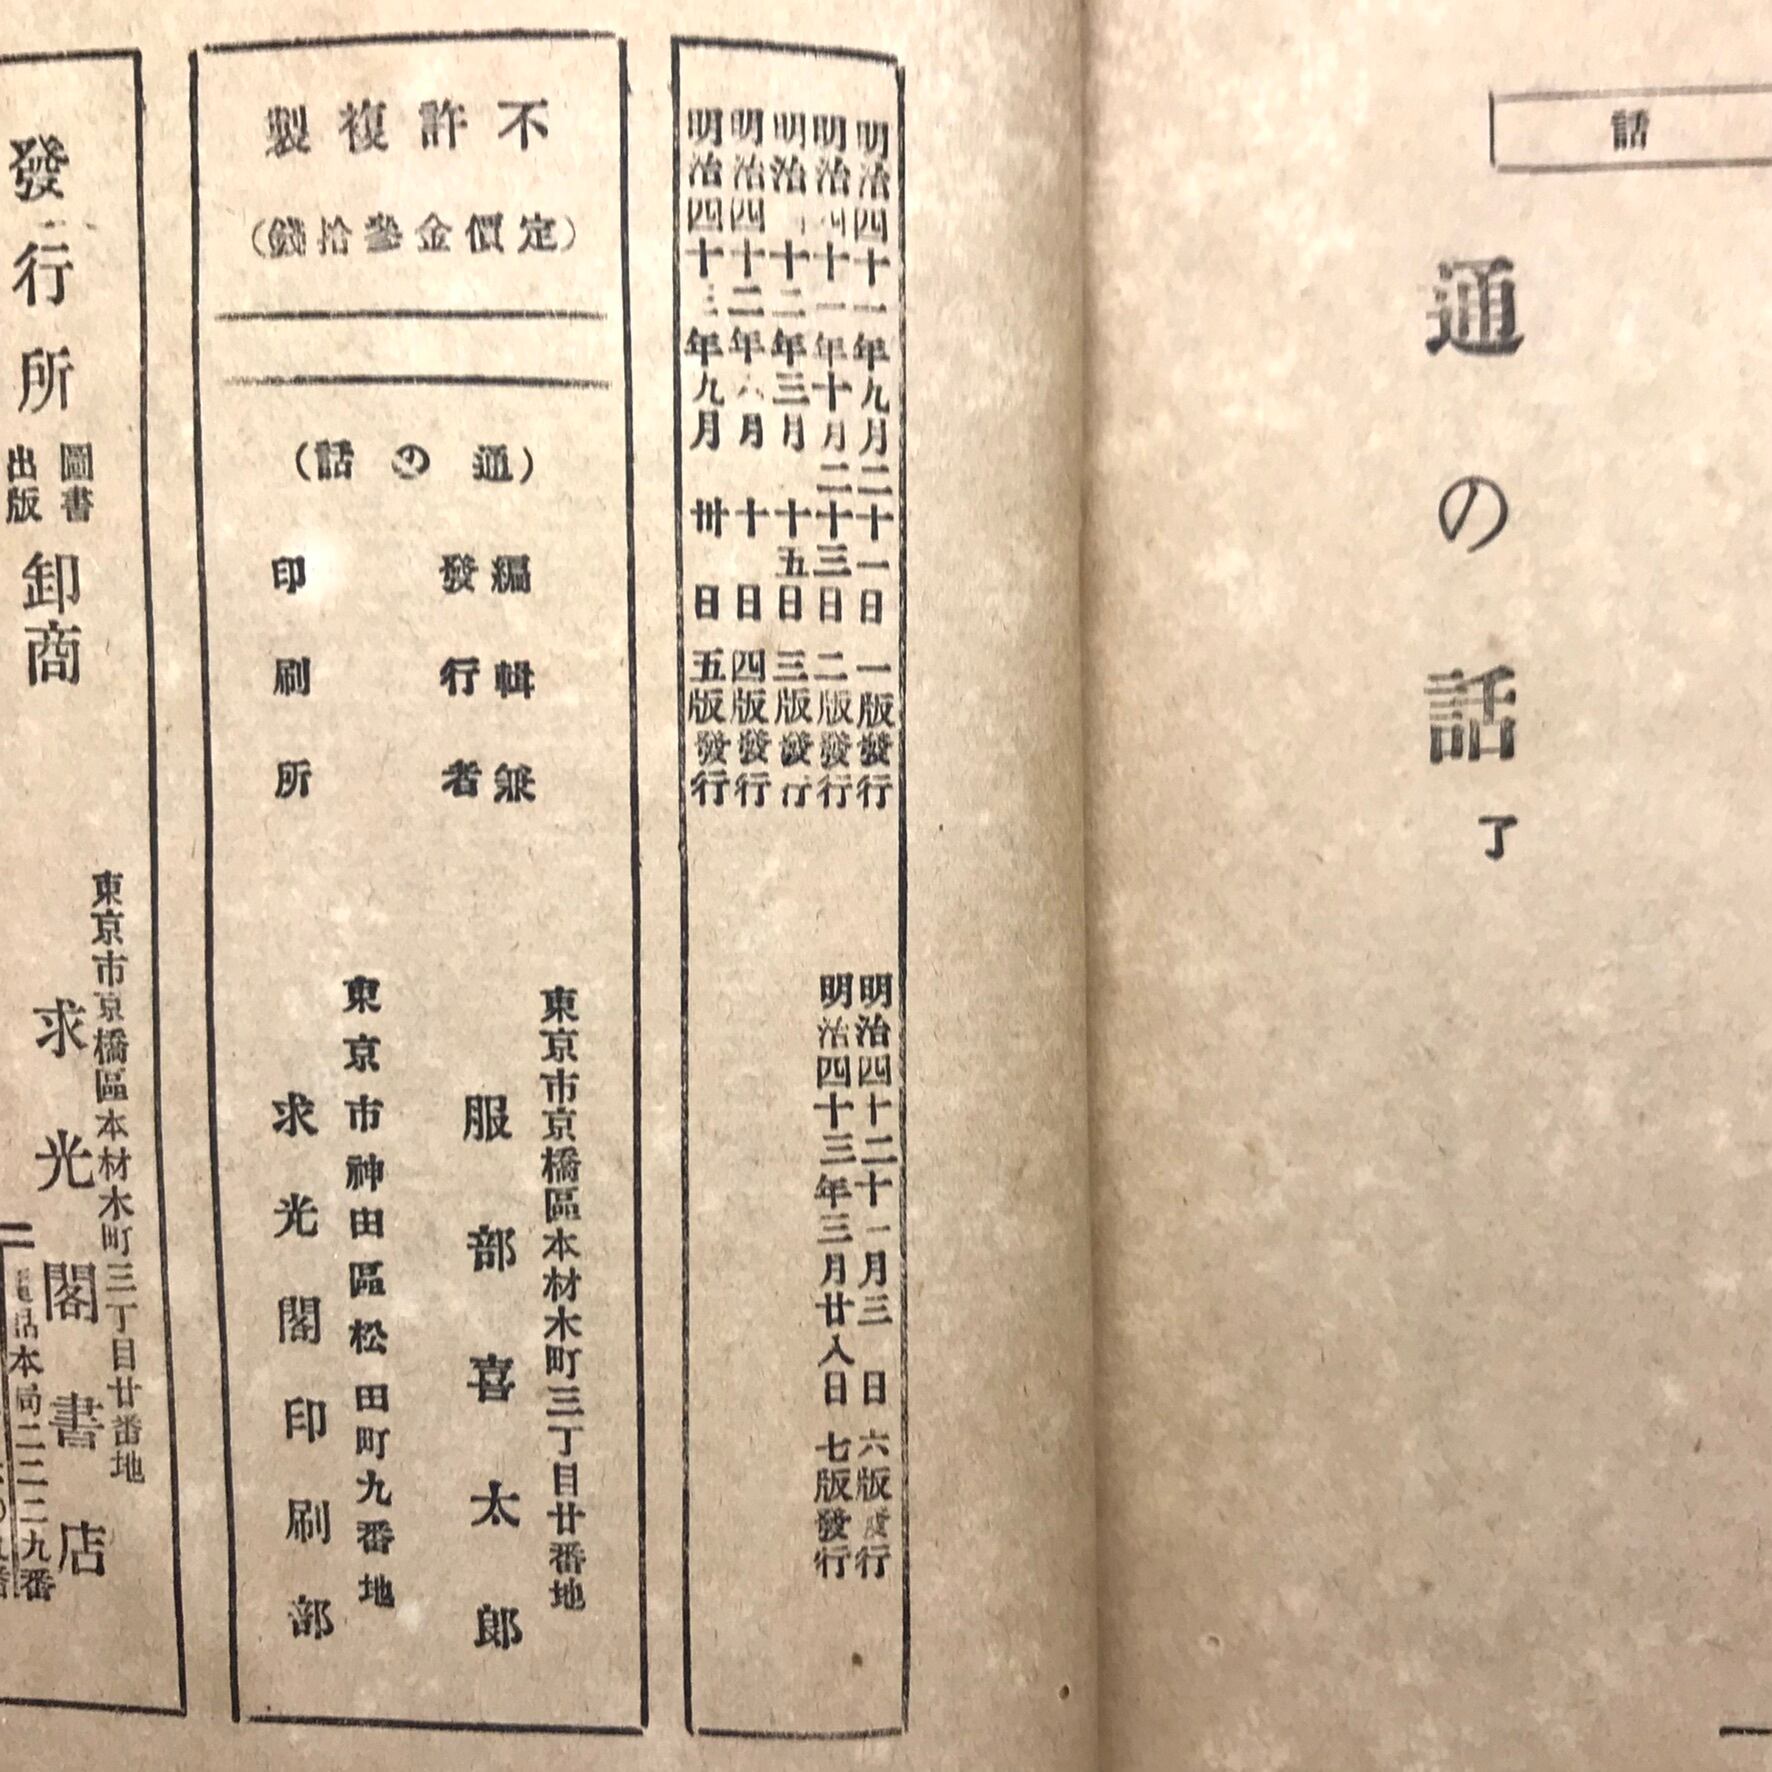 話
通の話 了
明治四十一年九月二十一日 一版發行
明治四十一年十月二十三日 二版發行
明治四十二年三月十五日 三版發行
明治四十二年六月十日 四版發行
明治四十三年九月卅日 五版發行
明治四十二十一月三日 六版發行
明治四十三年三月廿八日 七版發行
不許複製
(定價金參拾錢)
(通の話)
編輯兼
發行者
東京市京橋區本材木町三丁目廿番地
服部喜太郎
印刷所
東京市神田區松田町九番地
求光閣印刷部
發行所
圖書
出版
卸商
東京市京橋區本材木町三丁目廿番地
求光閣書店
電話本局二二二九番